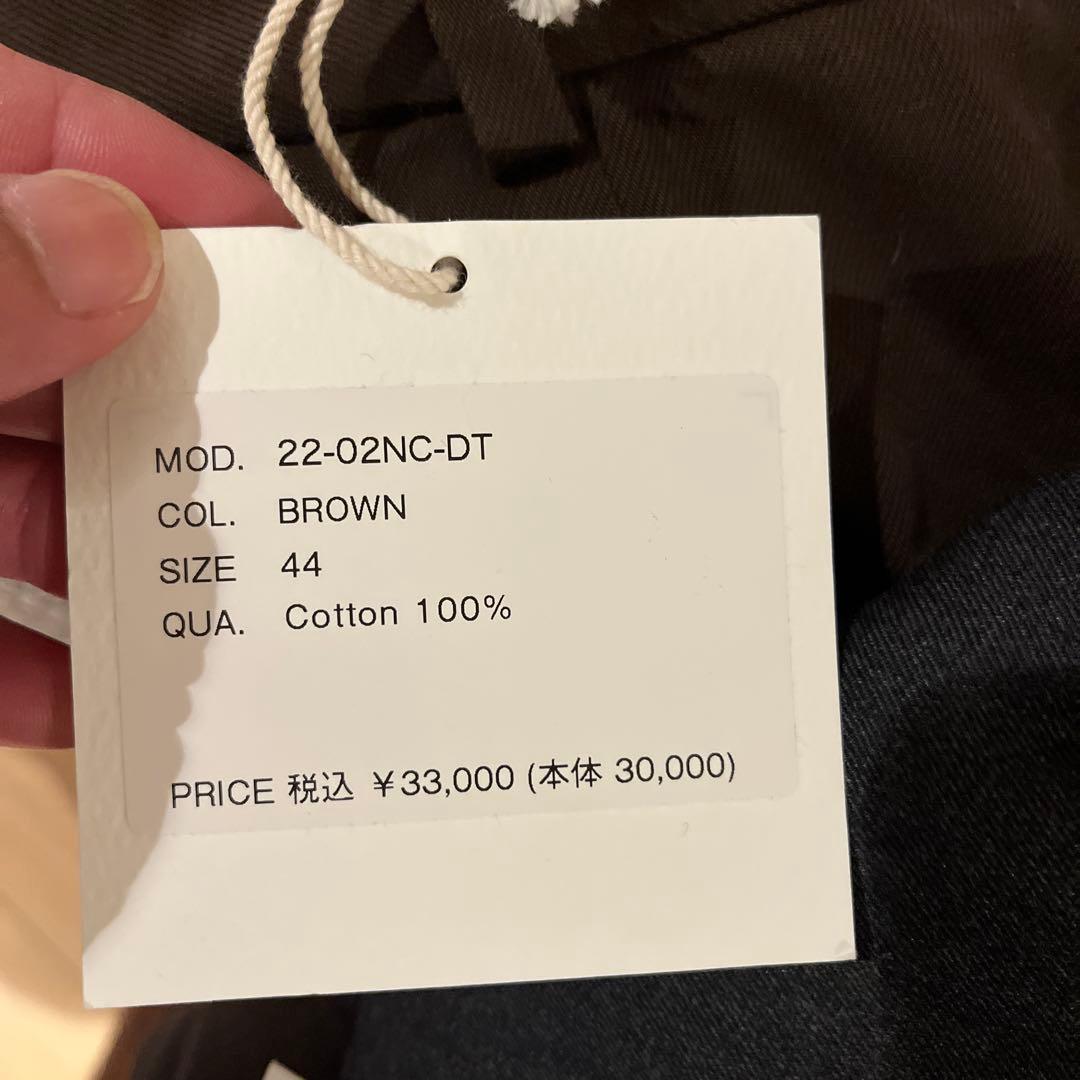 MOD. 22-02NC-DT
COL. BROWN
SIZE 44
QUA. Cotton 100%
PRICE 税込 ¥33,000 (本体 30,000)